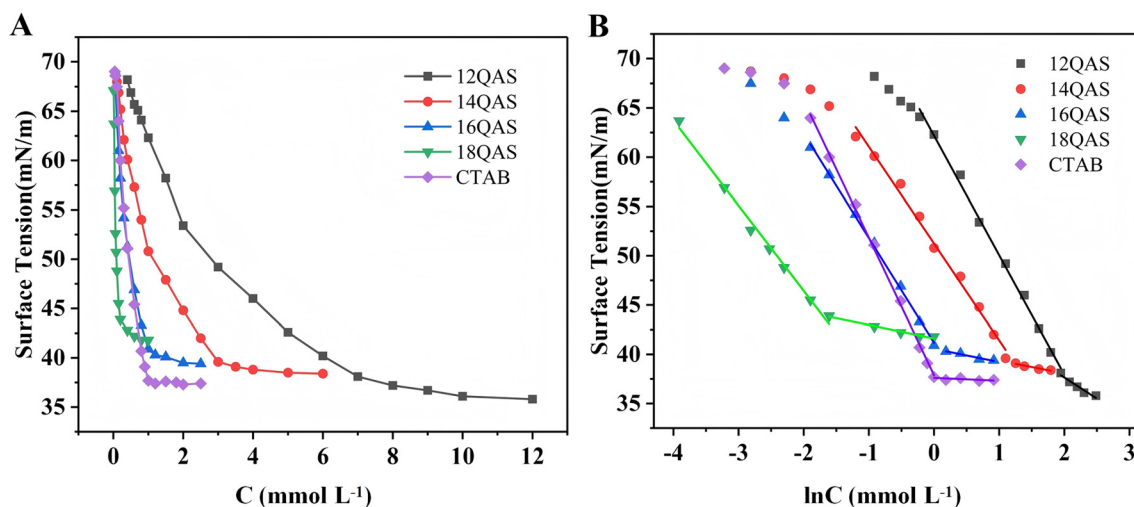 A
Surface Tension(mN/m)
70
65
60
55
50
45
40
35
12QAS
14QAS
16QAS
18QAS
CTAB
0 2 4 6 8 10 12
C (mmol L⁻¹)
B
Surface Tension(mN/m)
70
65
60
55
50
45
40
35
12QAS
14QAS
16QAS
18QAS
CTAB
-4 -3 -2 -1 0 1 2 3
lnC (mmol L⁻¹)